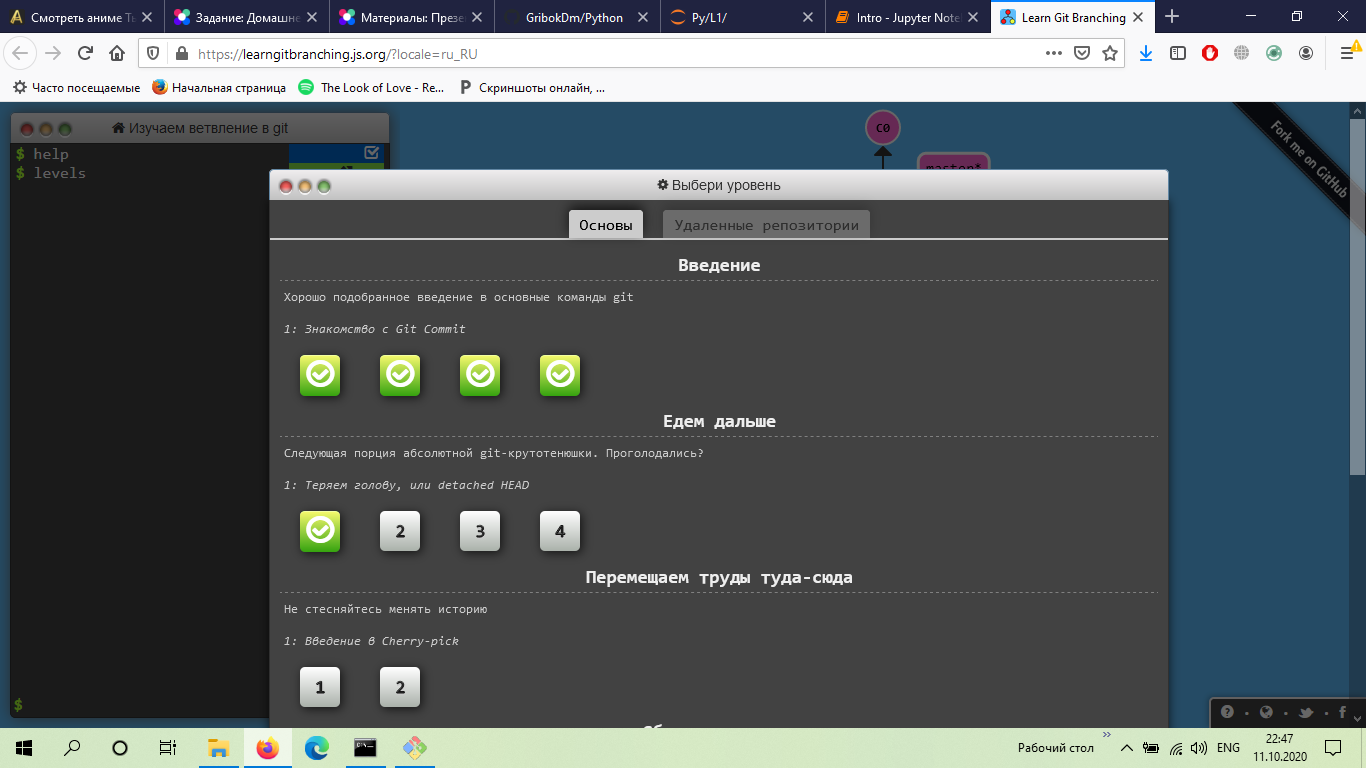 Смотреть аниме Ть
Задание: Домашне
Материалы: Презе
GribokDm/Python
Py/L1/
Intro - Jupyter Note
Learn Git Branching
https://learngitbranching.js.org/?locale=ru_RU
Часто посещаемые
Начальная страница
The Look of Love - Re...
Скриншоты онлайн, ...
Изучаем ветвление в git
$ help
$ levels
$
C0
master*
Fork me on GitHub
Выбери уровень
Основы
Удаленные репозитории
Введение
Хорошо подобранное введение в основные команды git
1: Знакомство с Git Commit
Едем дальше
Следующая порция абсолютной git-крутотенюшки. Проголодались?
1: Теряем голову, или detached HEAD
2 3 4
Перемещаем труды туда-сюда
Не стесняйтесь менять историю
1: Введение в Cherry-pick
1 2
Рабочий стол
ENG
22:47
11.10.2020